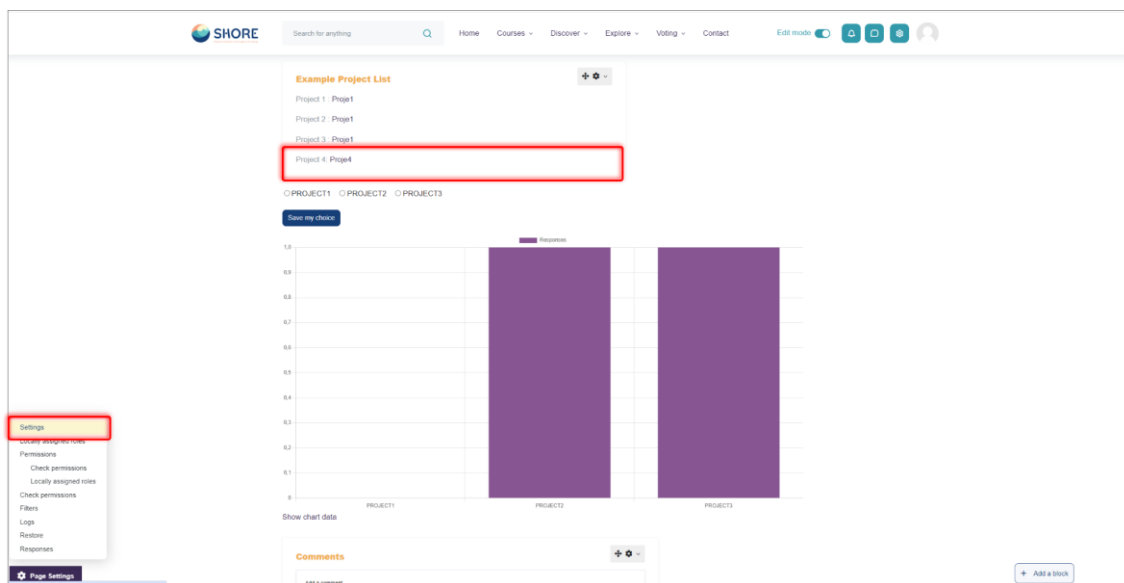 SHORE
Search for anything
Home Courses Discover Explore Voting Contact
Edit mode
Example Project List
Project 1 : Proje1
Project 2 : Proje1
Project 3 : Proje1
Project 4: Proje4
PROJECT1 PROJECT2 PROJECT3
Save my choice
Responses
1,0
0,9
0,8
0,7
0,6
0,5
0,4
0,3
0,2
0,1
0
PROJECT1 PROJECT2 PROJECT3
Show chart data
Settings
Locally assigned roles
Permissions
Check permissions
Locally assigned roles
Check permissions
Filters
Logs
Restore
Responses
Page Settings
Comments
+ Add a block